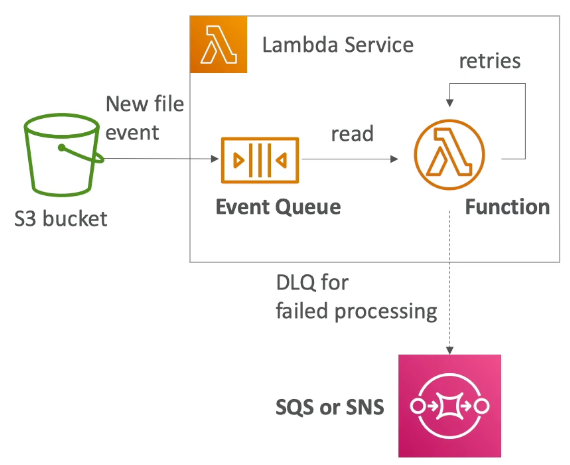 Lambda Service
retries
New file
event
read
Event Queue
Function
S3 bucket
DLQ for
failed processing
SQS or SNS